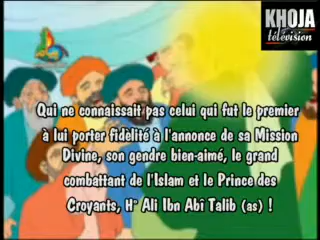 KHOJA
télévision
Qui ne connaissait pas celui qui fut le premier
à lui porter fidélité à l'annonce de sa Mission
Divine, son gendre bien-aimé, le grand
combattant de l'Islam et le Prince des
Croyants, H° Ali Ibn Abî Talib (as) !